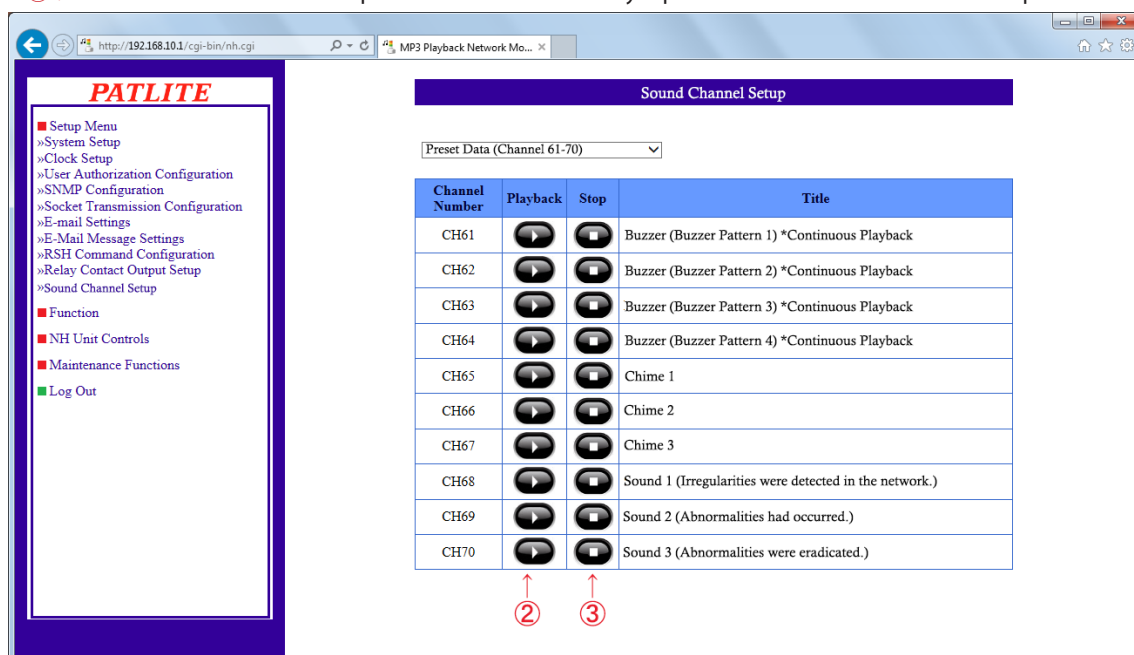 http://192.168.10.1/cgi-bin/nh.cgi
MP3 Playback Network Mo...
PATLITE
Setup Menu
»System Setup
»Clock Setup
»User Authorization Configuration
»SNMP Configuration
»Socket Transmission Configuration
»E-mail Settings
»E-Mail Message Settings
»RSH Command Configuration
»Relay Contact Output Setup
»Sound Channel Setup
Function
NH Unit Controls
Maintenance Functions
Log Out
Sound Channel Setup
Preset Data (Channel 61-70)
Channel Number Playback Stop Title
CH61 Buzzer (Buzzer Pattern 1) *Continuous Playback
CH62 Buzzer (Buzzer Pattern 2) *Continuous Playback
CH63 Buzzer (Buzzer Pattern 3) *Continuous Playback
CH64 Buzzer (Buzzer Pattern 4) *Continuous Playback
CH65 Chime 1
CH66 Chime 2
CH67 Chime 3
CH68 Sound 1 (Irregularities were detected in the network.)
CH69 Sound 2 (Abnormalities had occurred.)
CH70 Sound 3 (Abnormalities were eradicated.)
② ③